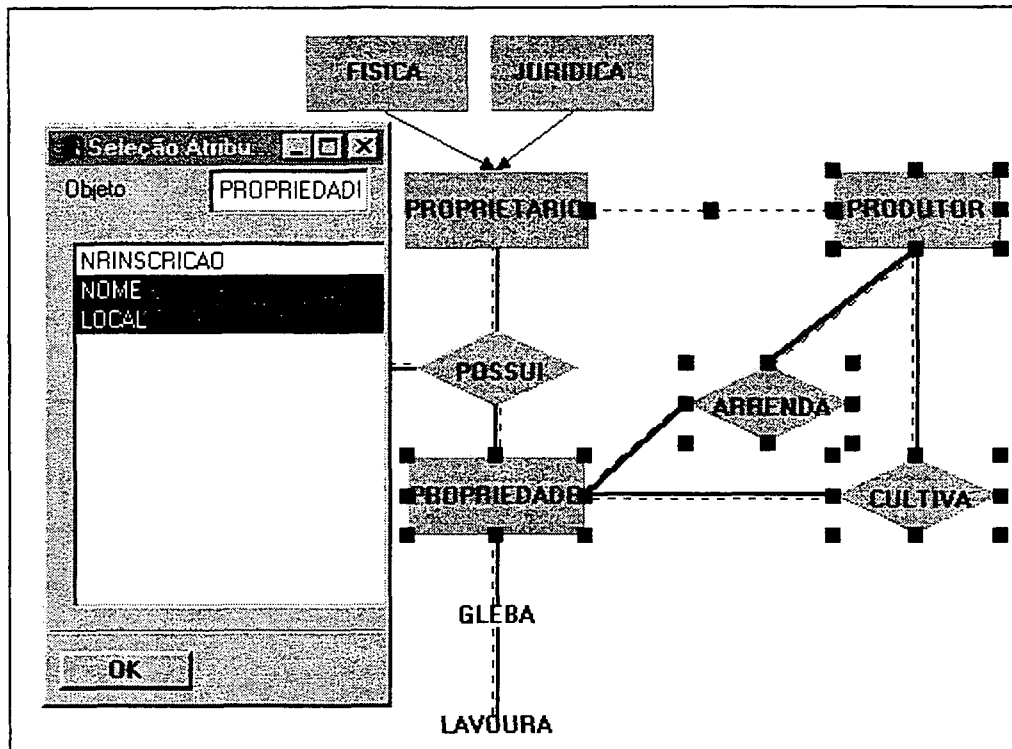 FISICA
JURIDICA
Seleção Atribu...
Objeto
PROPRIEDADI
NRINSCRICAO
NOME
LOCAL
OK
PROPRIETARIO
PRODUTOR
POSSUI
ARRENDA
PROPRIEDADE
CULTIVA
GLEBA
LAVOURA